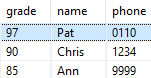 grade name phone
97 Pat 0110
90 Chris 1234
85 Ann 9999